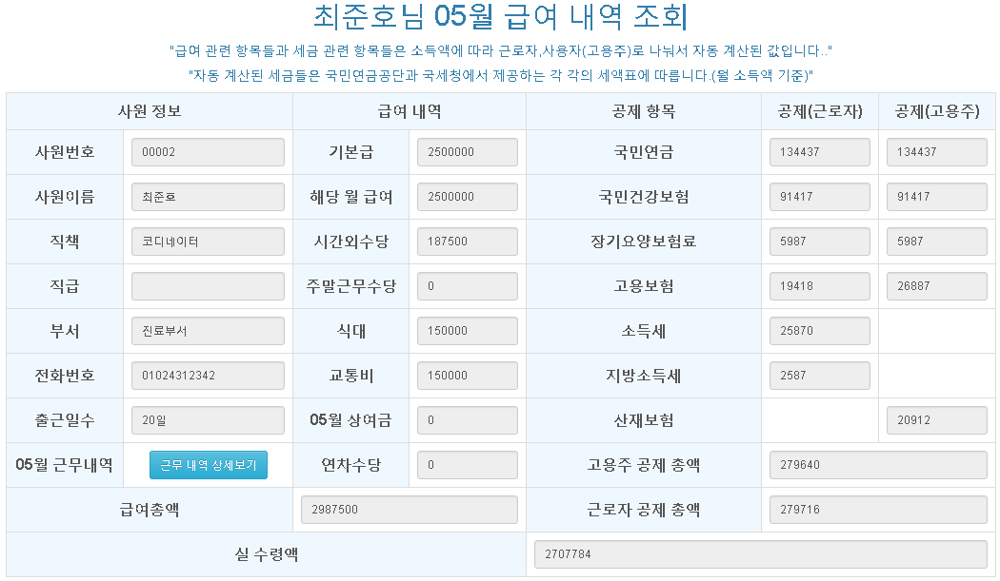 최준호님 05월 급여 내역 조회
"급여 관련 항목들과 세금 관련 항목들은 소득액에 따라 근로자,사용자(고용주)로 나눠서 자동 계산된 값입니다.."
"자동 계산된 세금들은 국민연금공단과 국세청에서 제공하는 각 각의 세액표에 따릅니다.(월 소득액 기준)"
사원 정보 급여 내역 공제 항목 공제(근로자) 공제(고용주)
사원번호 00002 기본급 2500000 국민연금 134437 134437
사원이름 최준호 해당 월 급여 2500000 국민건강보험 91417 91417
직책 코디네이터 시간외수당 187500 장기요양보험료 5987 5987
직급 주말근무수당 0 고용보험 19418 26887
부서 진료부서 식대 150000 소득세 25870
전화번호 01024312342 교통비 150000 지방소득세 2587
출근일수 20일 05월 상여금 0 산재보험 20912
05월 근무내역 근무 내역 상세보기 연차수당 0 고용주 공제 총액 279640
급여총액 2987500 근로자 공제 총액 279716
실 수령액 2707784